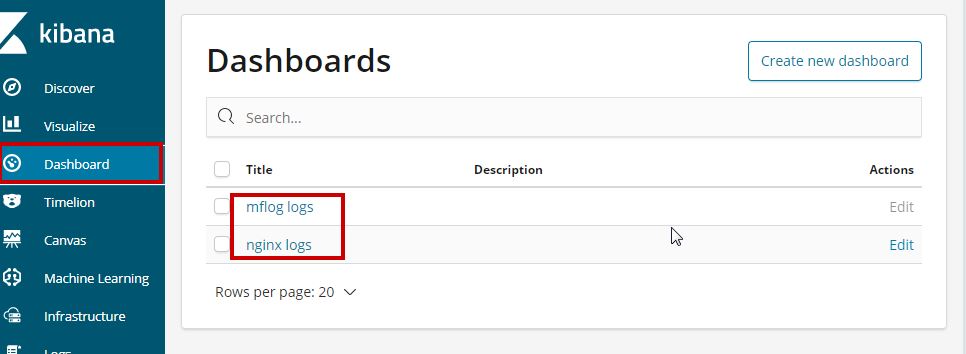 kibana
Discover
Visualize
Dashboard
Timelion
Canvas
Machine Learning
Infrastructure
Logs
Dashboards
Create new dashboard
Search...
Title Description Actions
mflog logs Edit
nginx logs Edit
Rows per page: 20